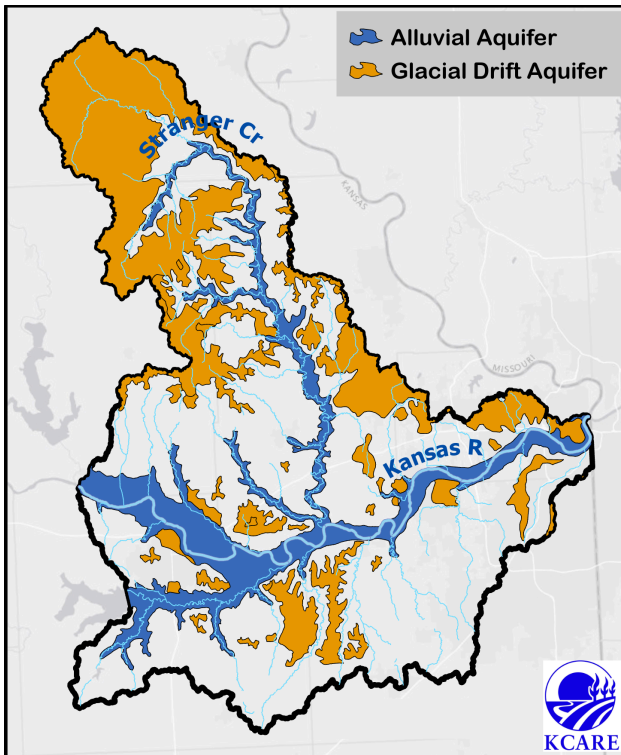 Alluvial Aquifer
Glacial Drift Aquifer
Stranger Cr
KANSAS
MISSOURI
Kansas R
KCARE